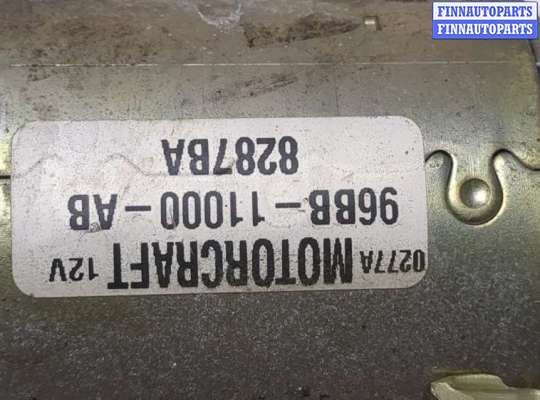 FINNAUTOPARTS
FINNAUTOPARTS
0277A MOTORCRAFT 12V
96BB-11000-AB
8287BA